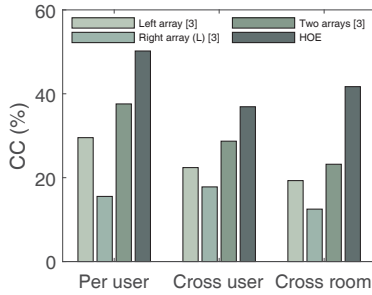 60
Left array [3]
Two arrays [3]
Right array (L) [3]
HOE
40
CC (%)
20
0
Per user
Cross user
Cross room